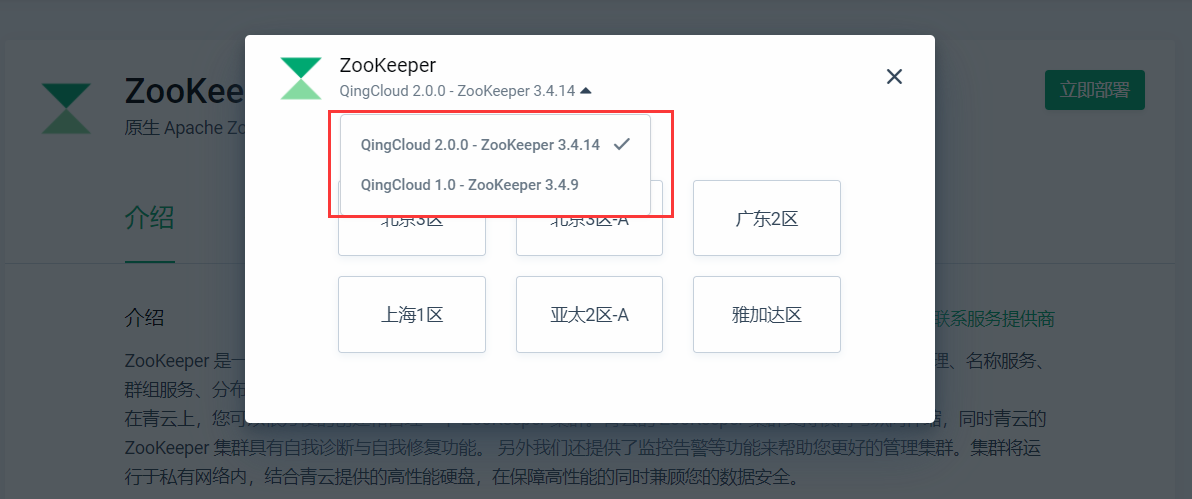 ZooKeeper
QingCloud 2.0.0 - ZooKeeper 3.4.14
QingCloud 2.0.0 - ZooKeeper 3.4.14
QingCloud 1.0 - ZooKeeper 3.4.9
北京3区
北京3区-A
广东2区
上海1区
亚太2区-A
雅加达区
ZooKee
立即部署
原生 Apache Zo
介绍
介绍
联系服务提供商
ZooKeeper 是一
理、名称服务、
群组服务、分布
在青云上，您可以
缩，同时青云的
ZooKeeper 集群具有自我诊断与自我修复功能。 另外我们还提供了监控告警等功能来帮助您更好的管理集群。集群将运
行于私有网络内，结合青云提供的高性能硬盘，在保障高性能的同时兼顾您的数据安全。